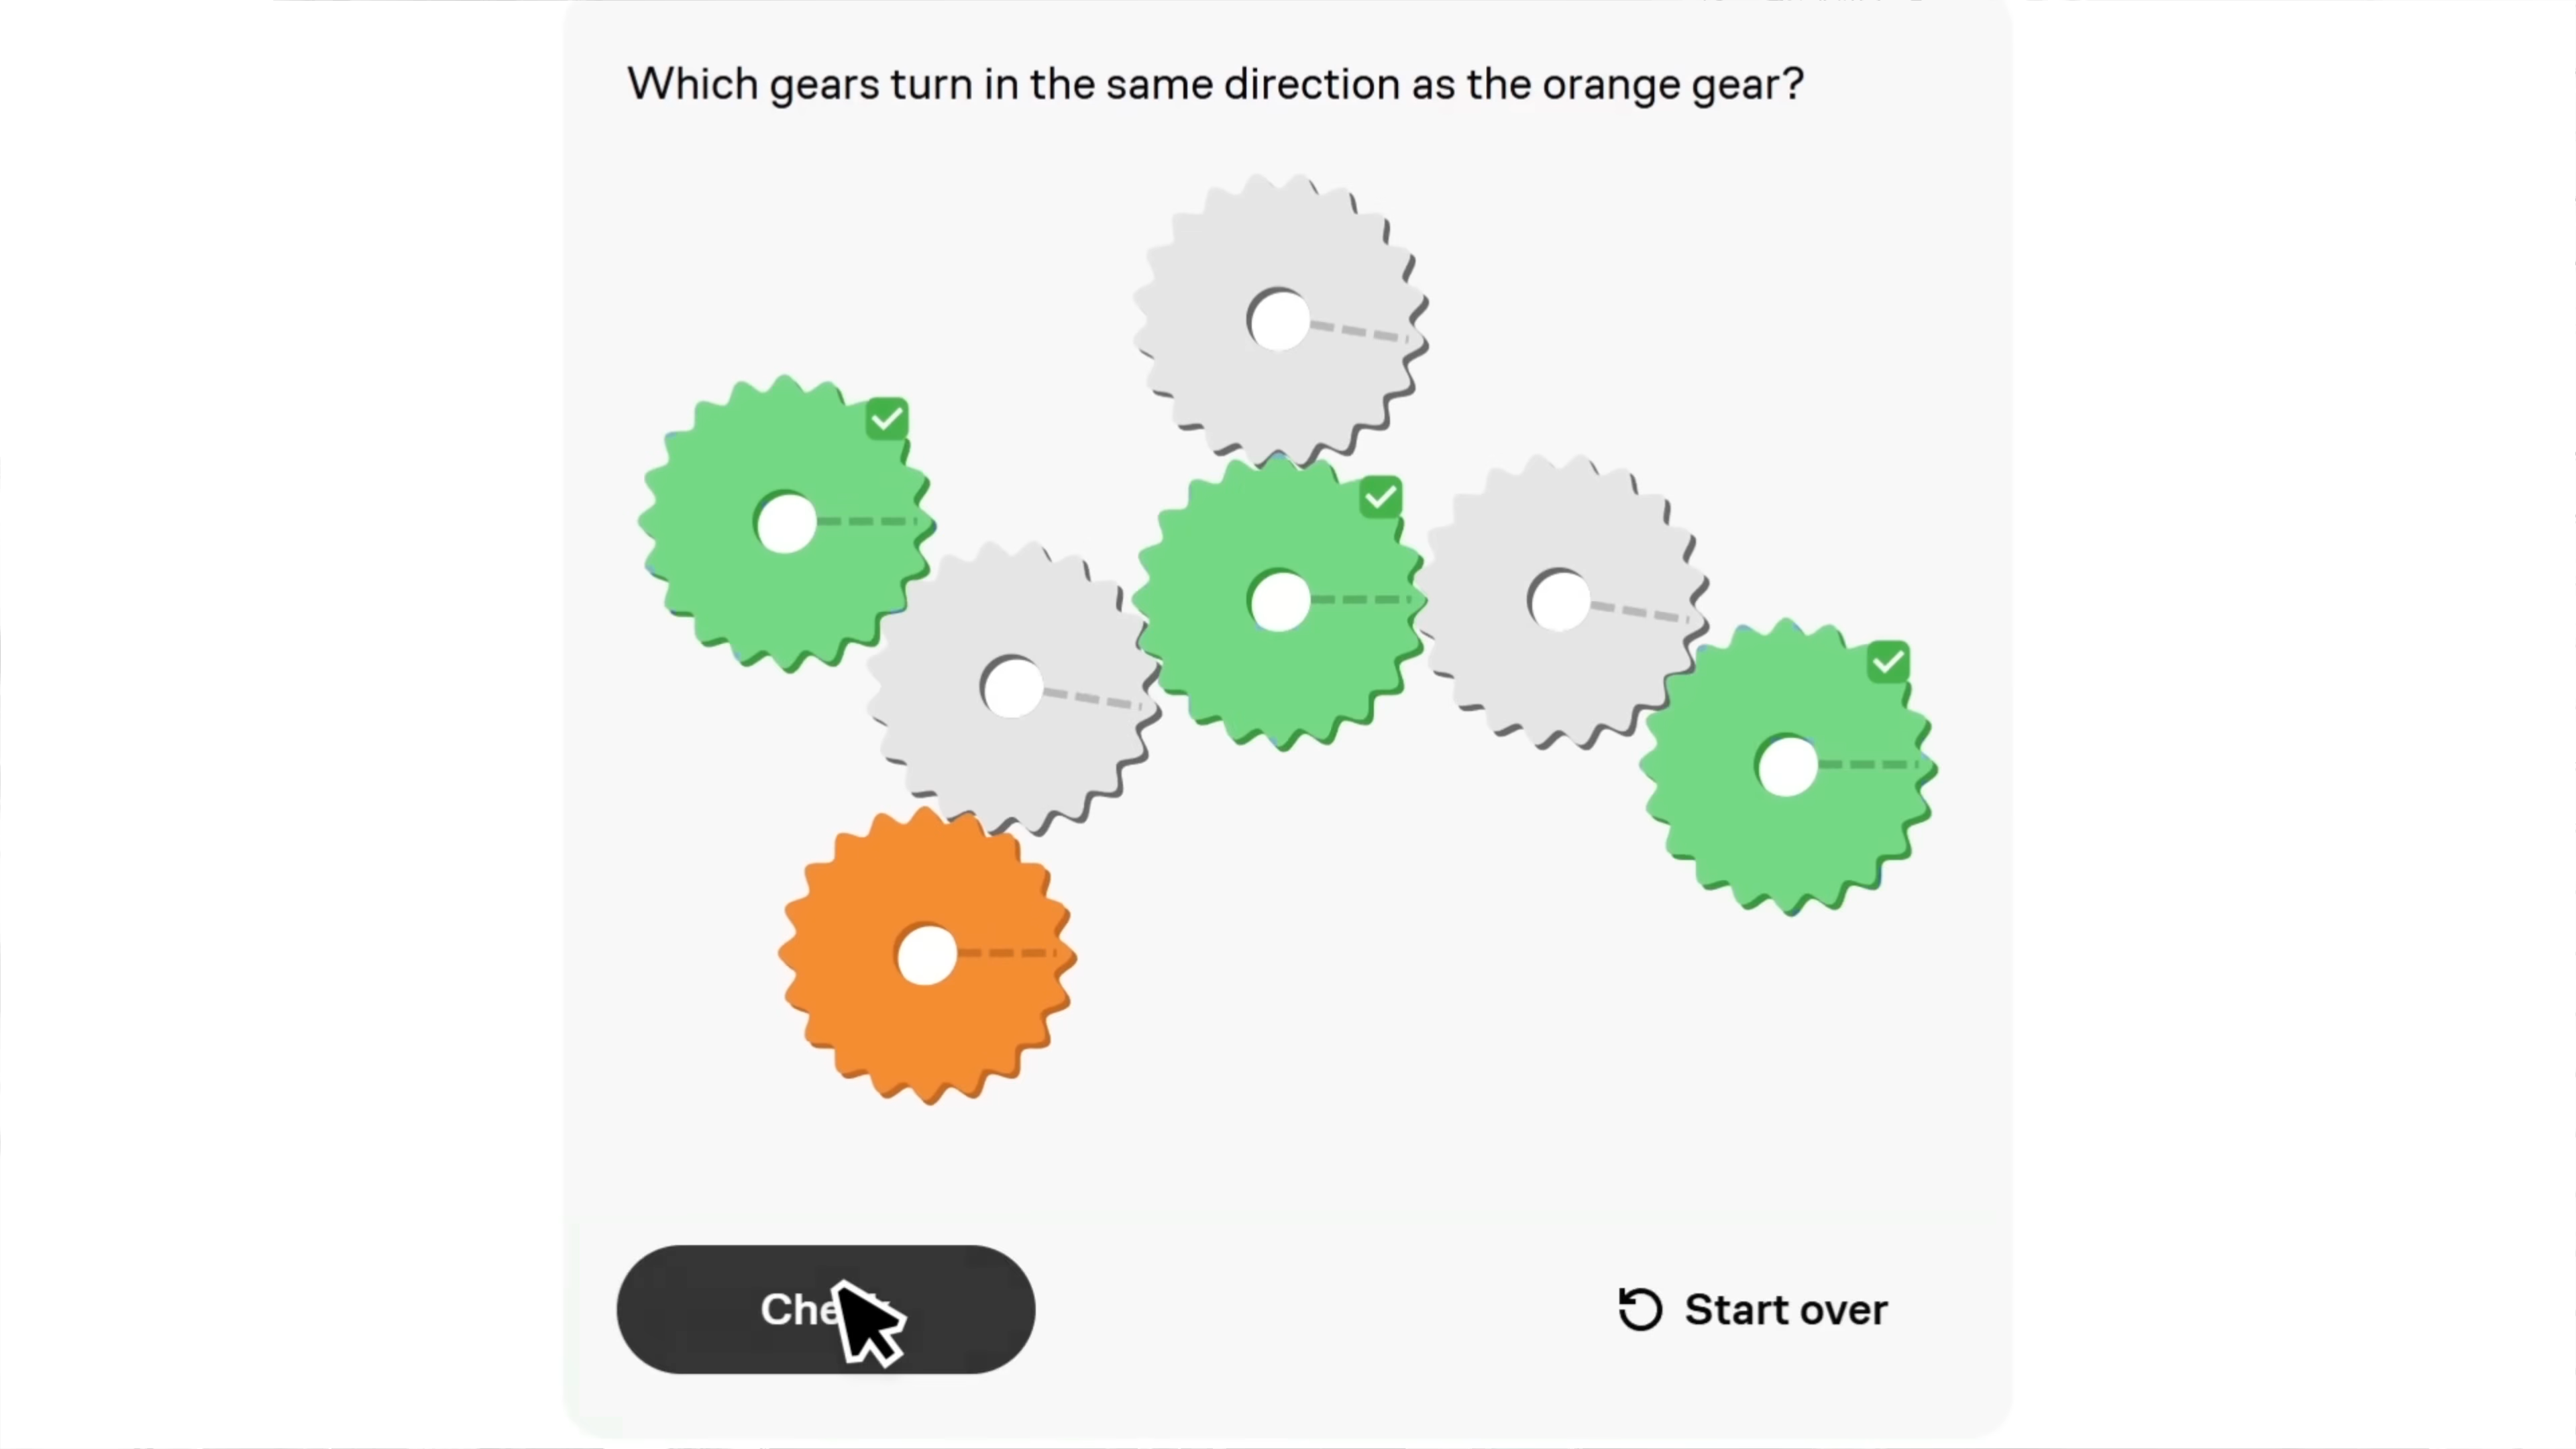 Which gears turn in the same direction as the orange gear?
Start over